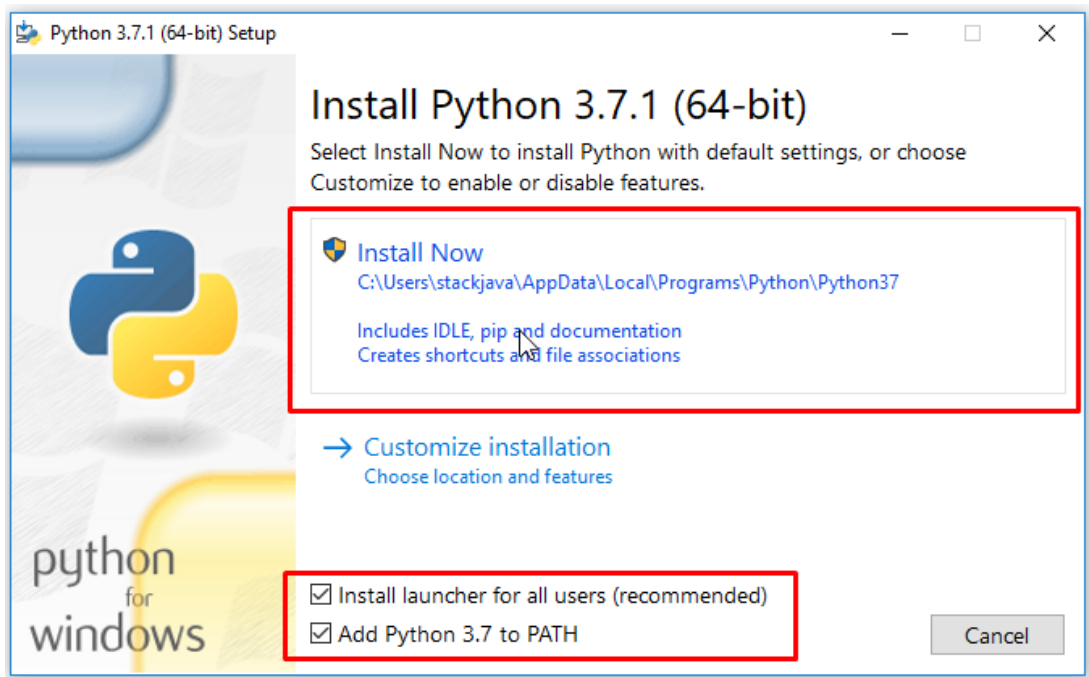 Python 3.7.1 (64-bit) Setup
Install Python 3.7.1 (64-bit)
Select Install Now to install Python with default settings, or choose
Customize to enable or disable features.
Install Now
C:\Users\stackjava\AppData\Local\Programs\Python\Python37
Includes IDLE, pip and documentation
Creates shortcuts and file associations
Customize installation
Choose location and features
python
for
windows
Install launcher for all users (recommended)
Add Python 3.7 to PATH
Cancel